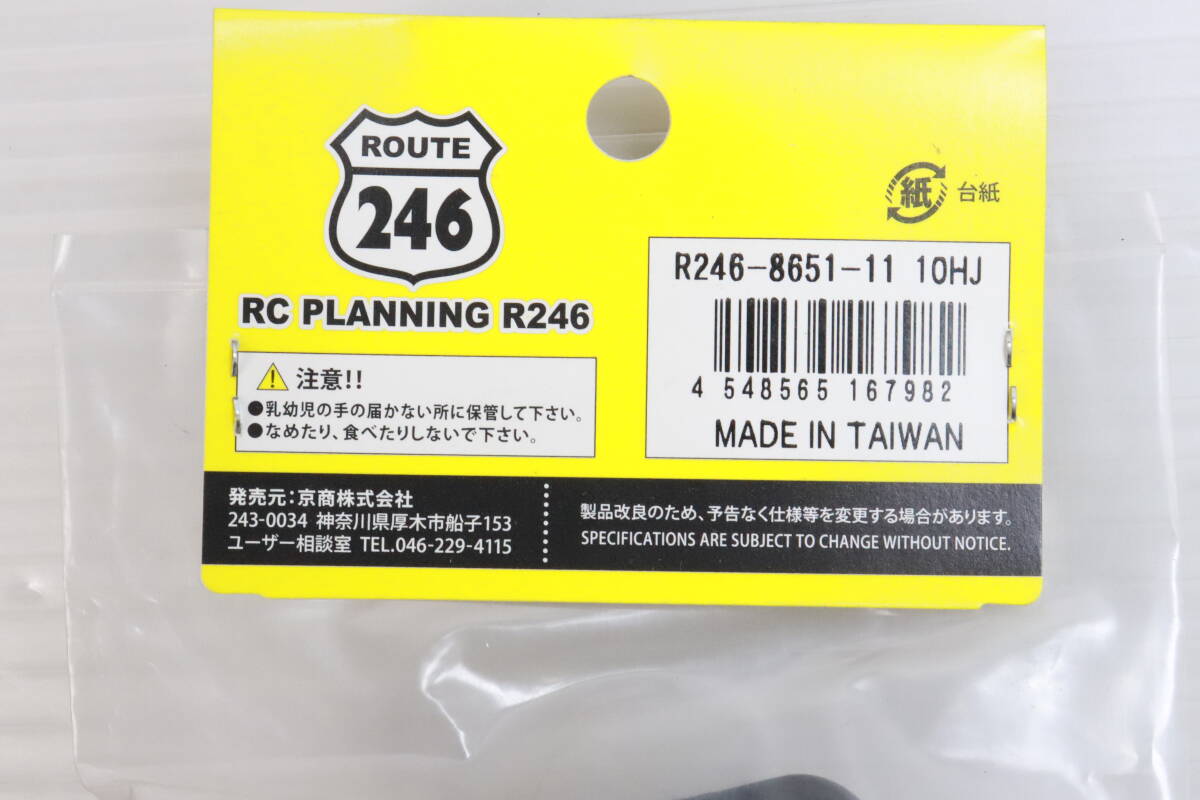 ROUTE
246
RC PLANNING R246
紙 台紙
R246-8651-11 10HJ
4 548565 167982
MADE IN TAIWAN
注意!!
●乳幼児の手の届かない所に保管して下さい。
●なめたり、食べたりしないで下さい。
発売元:京商株式会社
243-0034 神奈川県厚木市船子153
ユーザー相談室 TEL.046-229-4115
製品改良のため、予告なく仕様等を変更する場合があります。
SPECIFICATIONS ARE SUBJECT TO CHANGE WITHOUT NOTICE.